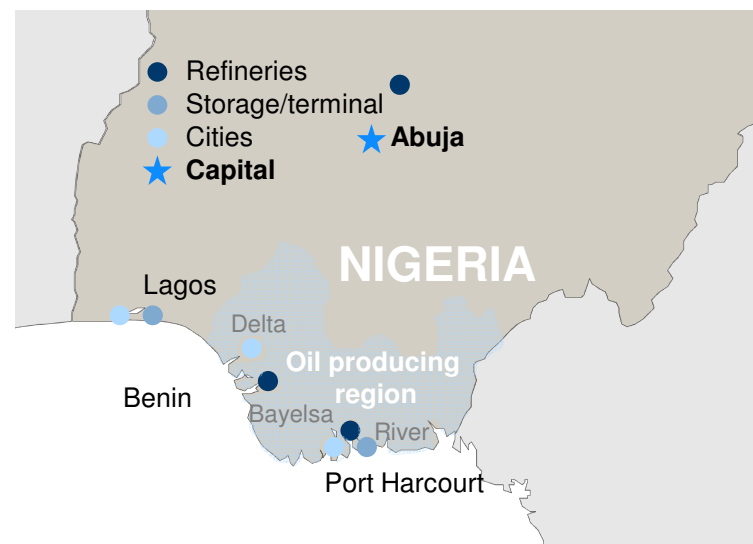 Refineries
Storage/terminal
Cities
Capital
Abuja
NIGERIA
Lagos
Delta
Oil producing
region
Benin
Bayelsa
River
Port Harcourt